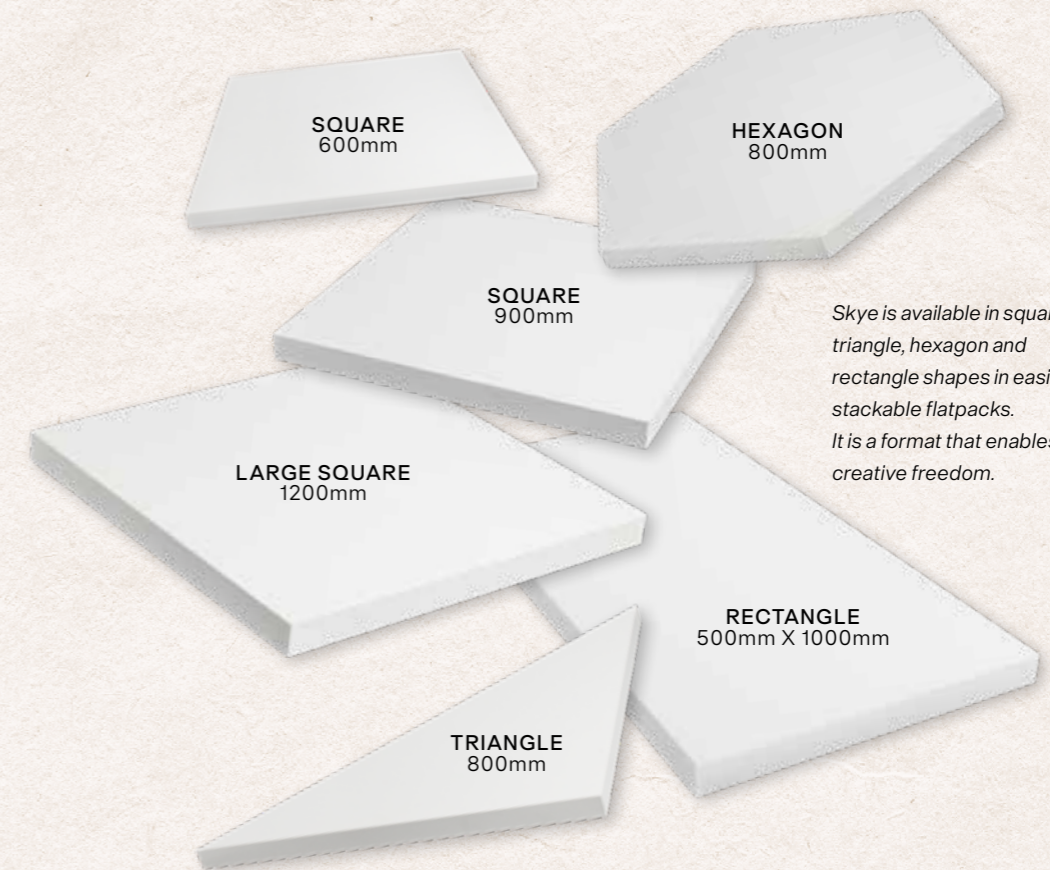 SQUARE
600mm
HEXAGON
800mm
SQUARE
900mm
Skye is available in
triangle, hexagon and
rectangle shapes in
stackable flatpacks.
It is a format that
creative freedom.
LARGE SQUARE
1200mm
RECTANGLE
500mm X 1000mm
TRIANGLE
800mm